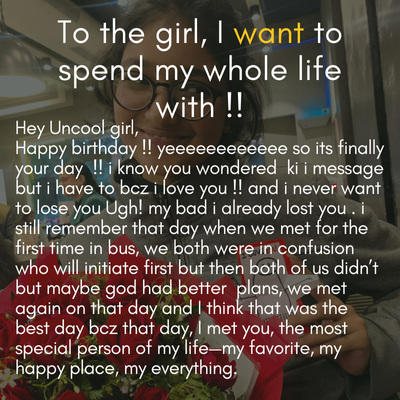 To the girl, I want to
spend my whole life
with !!
Hey Uncool girl,
Happy birthday !! yeeeeeeeeeeee so its finally
your day !! i know you wondered ki i message
but i have to bcz i love you !! and i never want
to lose you Ugh! my bad i already lost you . i
still remember that day when we met for the
first time in bus, we both were in confusion
who will initiate first but then both of us didn't
but maybe god had better plans, we met
again on that day and I think that was the
best day bcz that day, I met you, the most
special person of my life—my favorite, my
happy place, my everything.